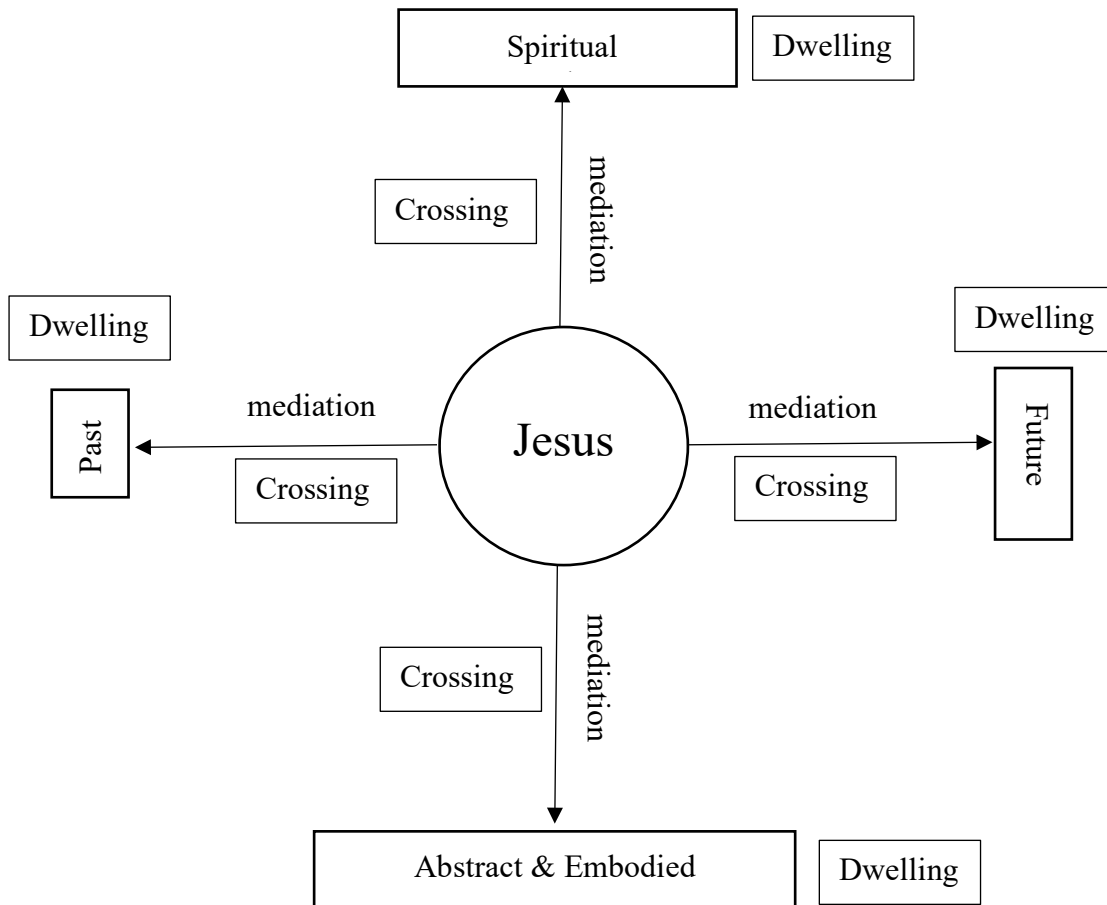 Spiritual
Dwelling
mediation
Crossing
Dwelling
Dwelling
mediation
mediation
Past
Jesus
Future
Crossing
Crossing
mediation
Crossing
Abstract & Embodied
Dwelling